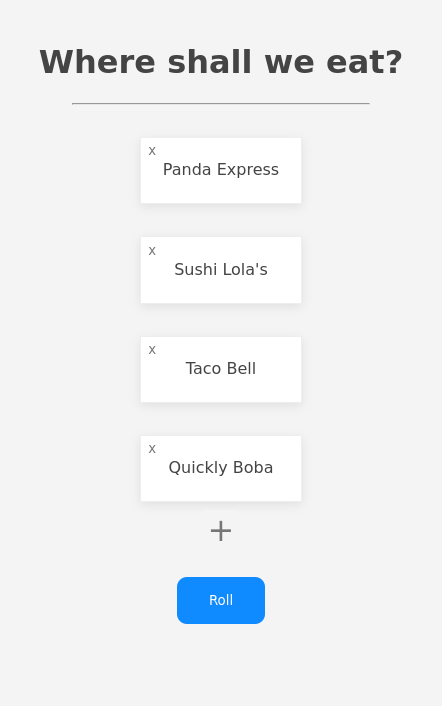 Where shall we eat?
x
Panda Express
x
Sushi Lola's
x
Taco Bell
x
Quickly Boba
+
Roll